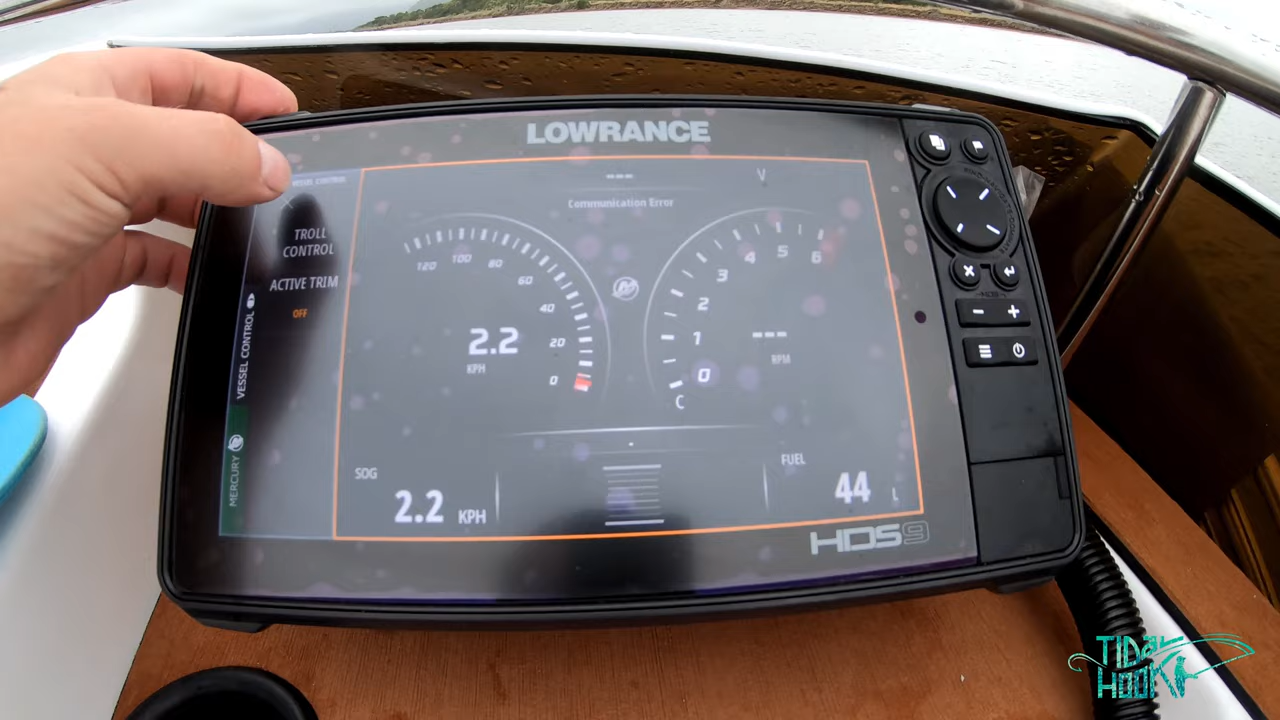 LOWRANCE
VESSEL CONTROL
TROLL
CONTROL
ACTIVE TRIM
OFF
MERCURY
VESSEL CONTROL
---
V
Communication Error
120
100
80
60
40
20
0
2.2
KPH
6
5
4
3
2
1
0
C
---
RPM
SOG
2.2 KPH
FUEL
44 L
HDS9
TIDAL
HOOK